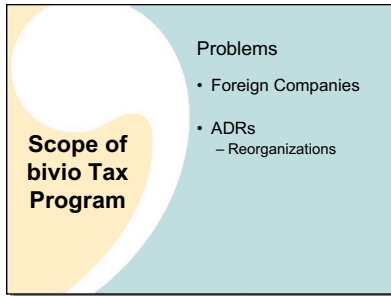 Scope of
bivio Tax
Program
Problems
• Foreign Companies
• ADRs
– Reorganizations